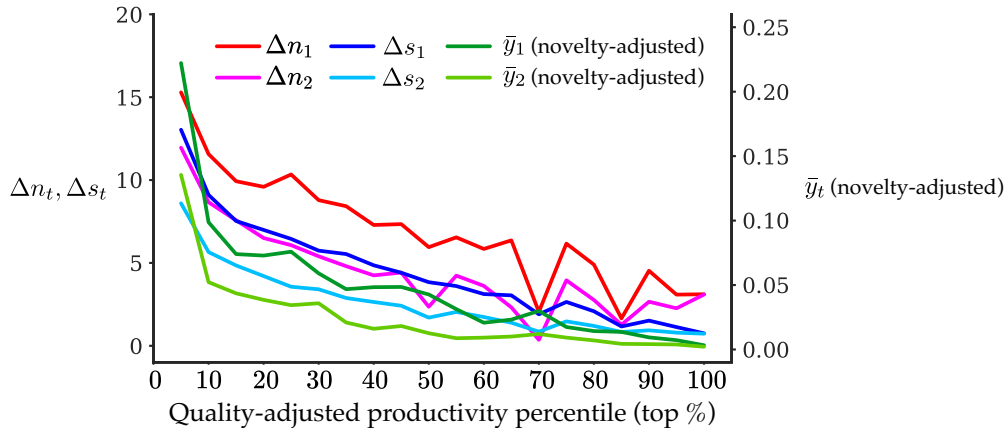 20
15
10
5
0
Δn₁
Δs₁
ȳ₁ (novelty-adjusted)
Δn₂
Δs₂
ȳ₂ (novelty-adjusted)
0.25
0.20
0.15
0.10
0.05
0.00
Δnₜ, Δsₜ
ȳₜ (novelty-adjusted)
0 10 20 30 40 50 60 70 80 90 100
Quality-adjusted productivity percentile (top %)